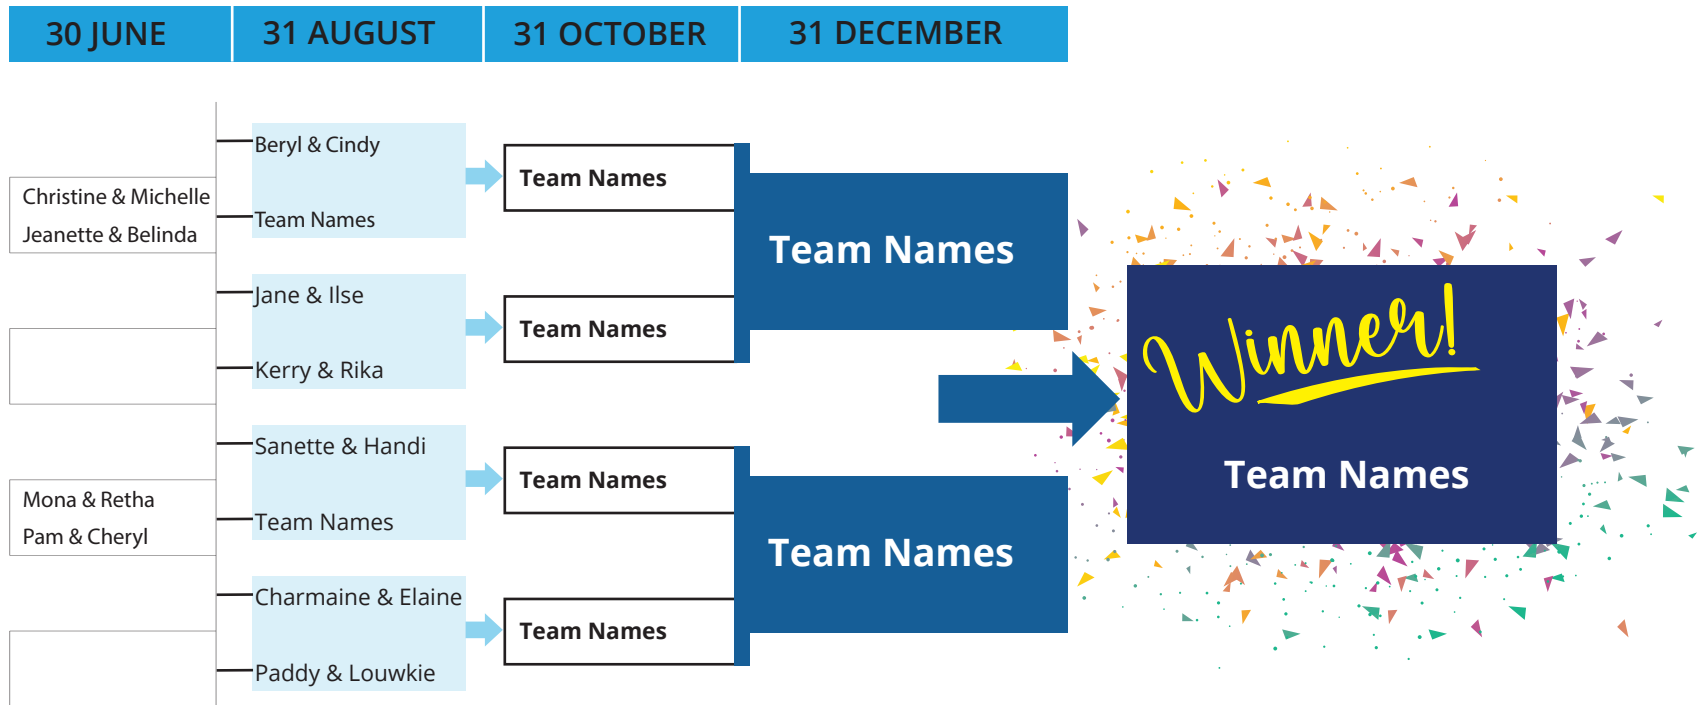 30 JUNE
31 AUGUST
31 OCTOBER
31 DECEMBER
Christine & Michelle
Jeanette & Belinda
Mona & Retha
Pam & Cheryl
Beryl & Cindy
Team Names
Jane & Ilse
Kerry & Rika
Sanette & Handi
Team Names
Charmaine & Elaine
Paddy & Louwkie
Team Names
Team Names
Team Names
Team Names
Team Names
Team Names
Winner!
Team Names